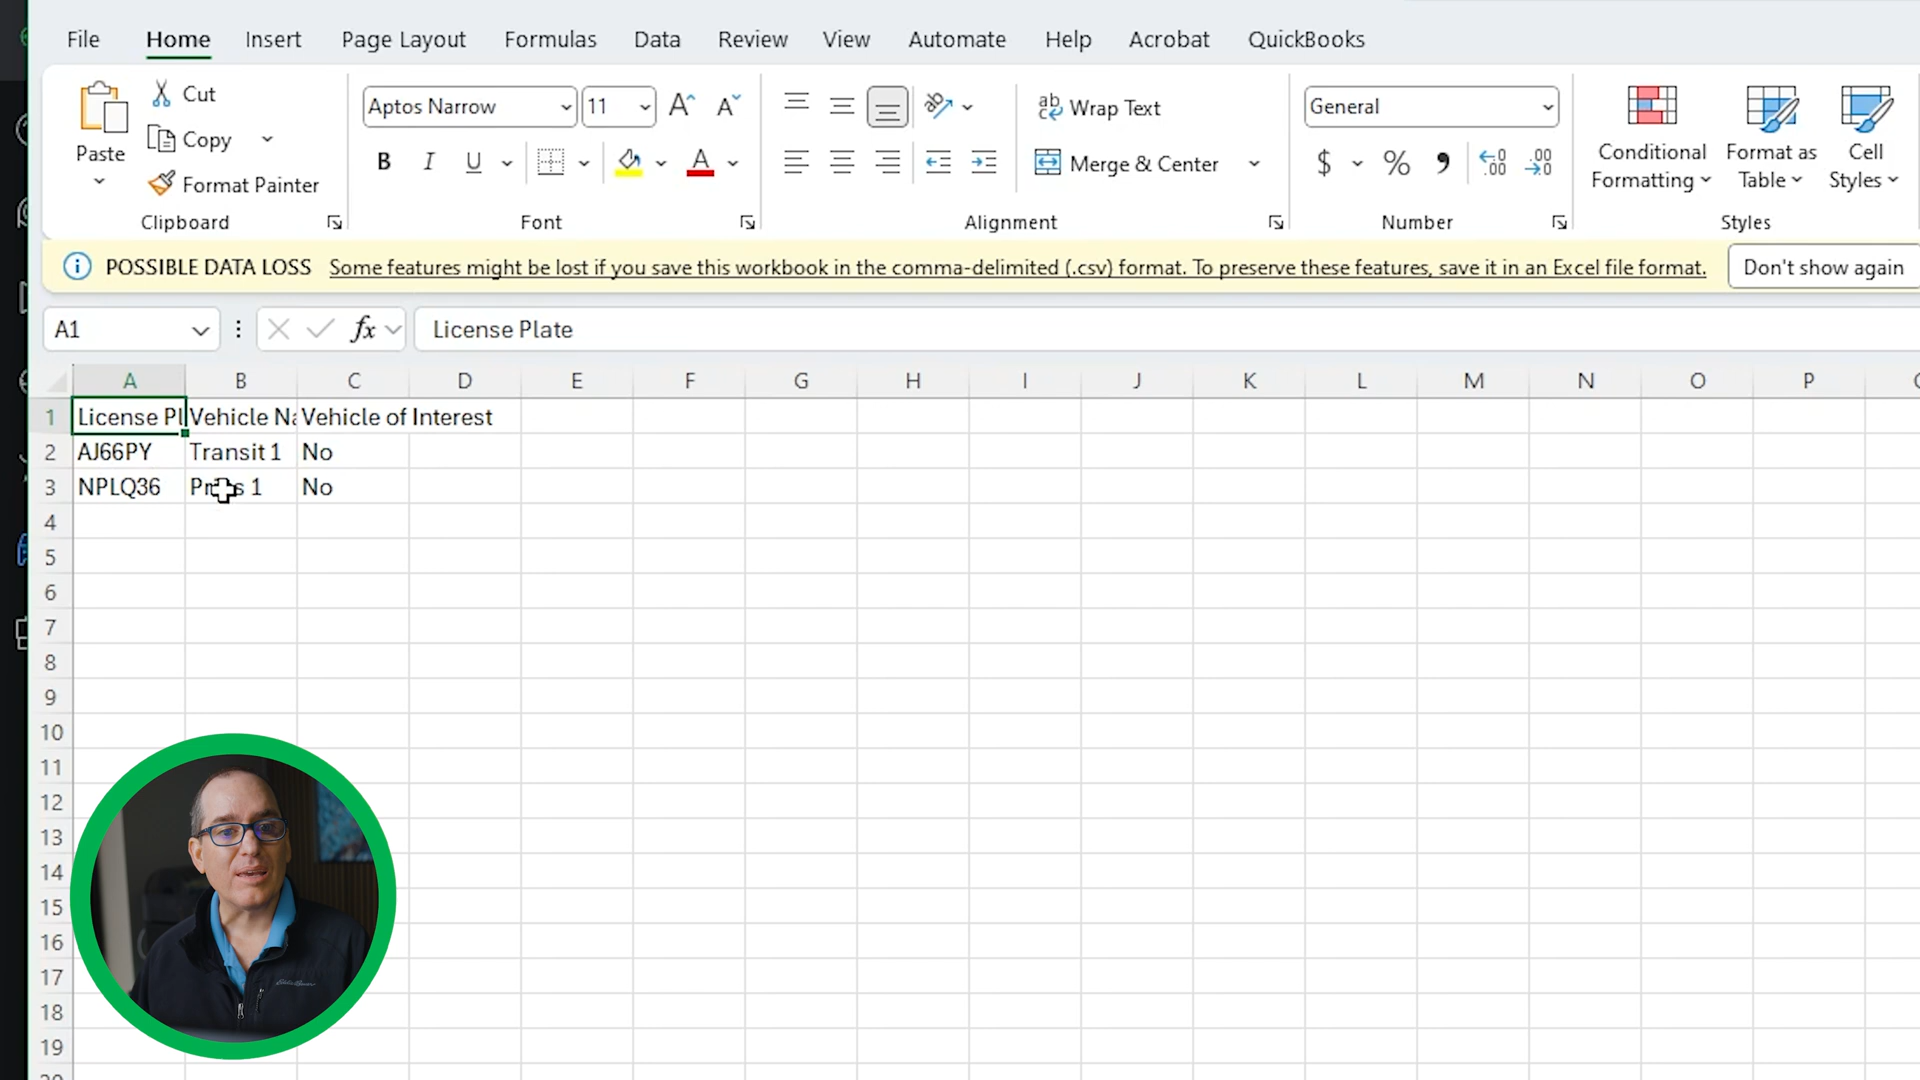 File Home Insert Page Layout Formulas Data Review View Automate Help Acrobat QuickBooks
Paste
Cut
Copy
Format Painter
Clipboard
Aptos Narrow 11
B I U
Font
Wrap Text
Merge & Center
Alignment
General
$ % 9
Number
Conditional Formatting
Format as Table
Cell Styles
Styles
POSSIBLE DATA LOSS Some features might be lost if you save this workbook in the comma-delimited (.csv) format. To preserve these features, save it in an Excel file format. Don't show again
A1 fx License Plate
A B C D E F G H I J K L M N O P
1 License Pl Vehicle Na Vehicle of Interest
2 AJ66PY Transit 1 No
3 NPLQ36 1 No
4
5
6
7
8
9
10
11
12
13
14
15
16
17
18
19